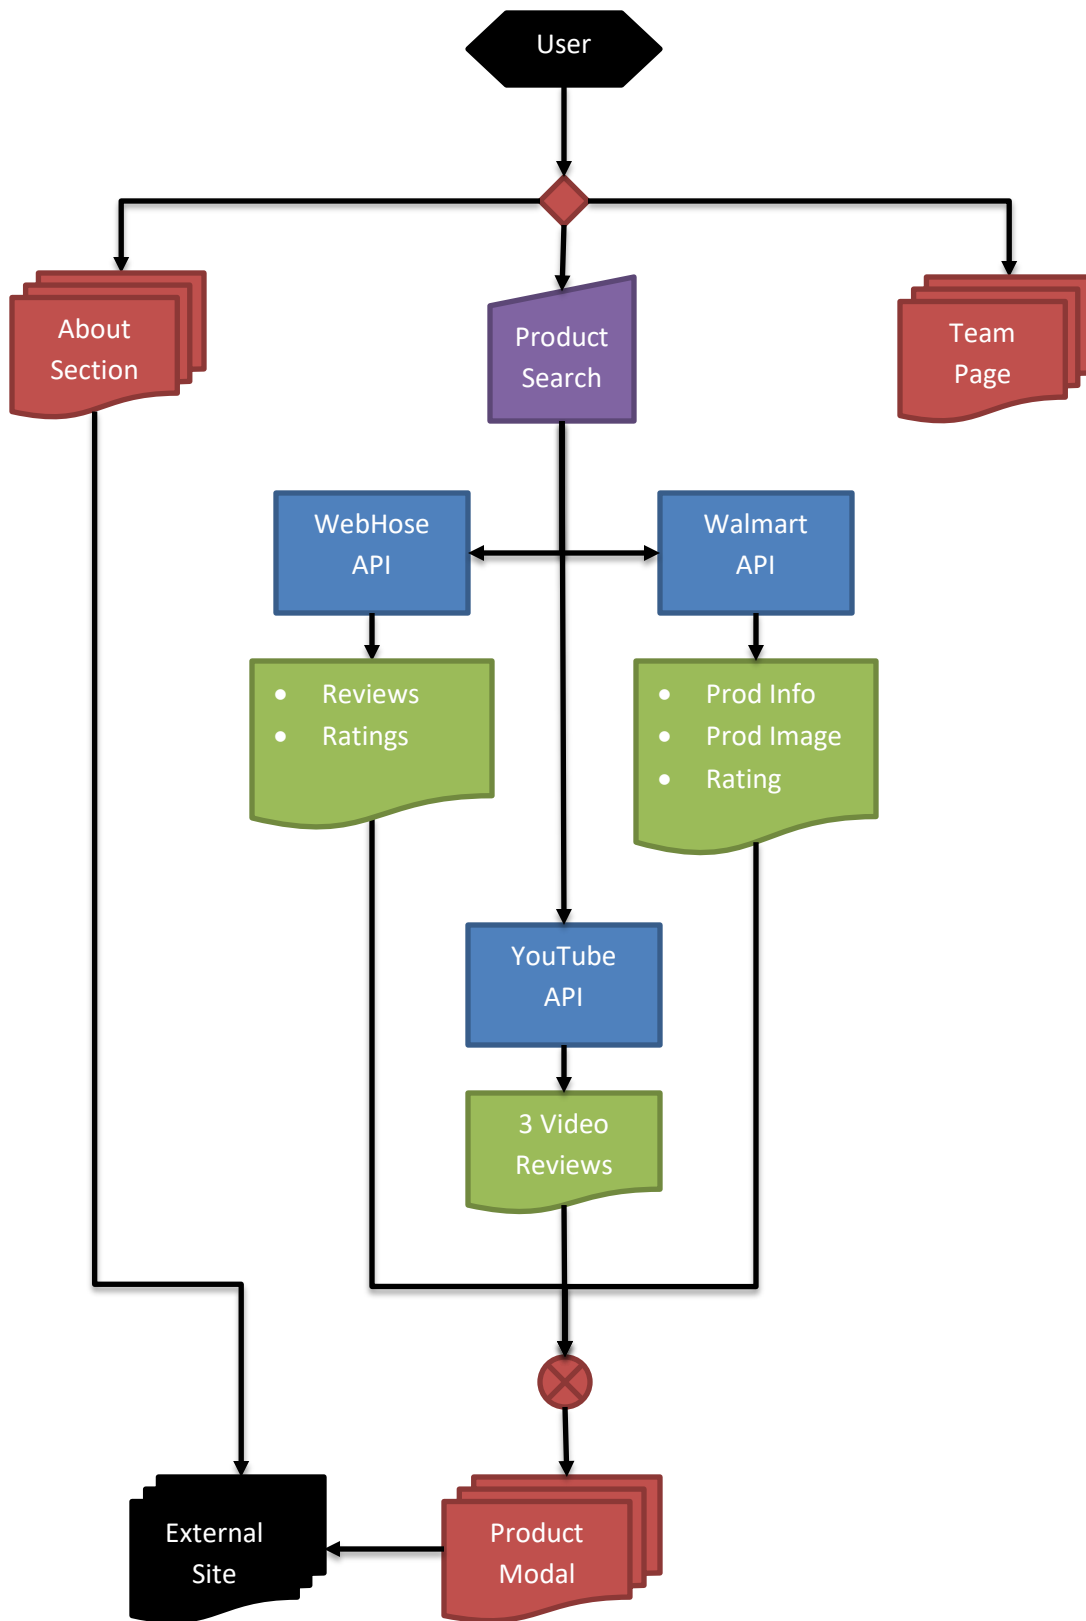 User
About
Section
Product
Search
Team
Page
WebHose
API
Walmart
API
• Reviews
• Ratings
• Prod Info
• Prod Image
• Rating
YouTube
API
3 Video
Reviews
External
Site
Product
Modal